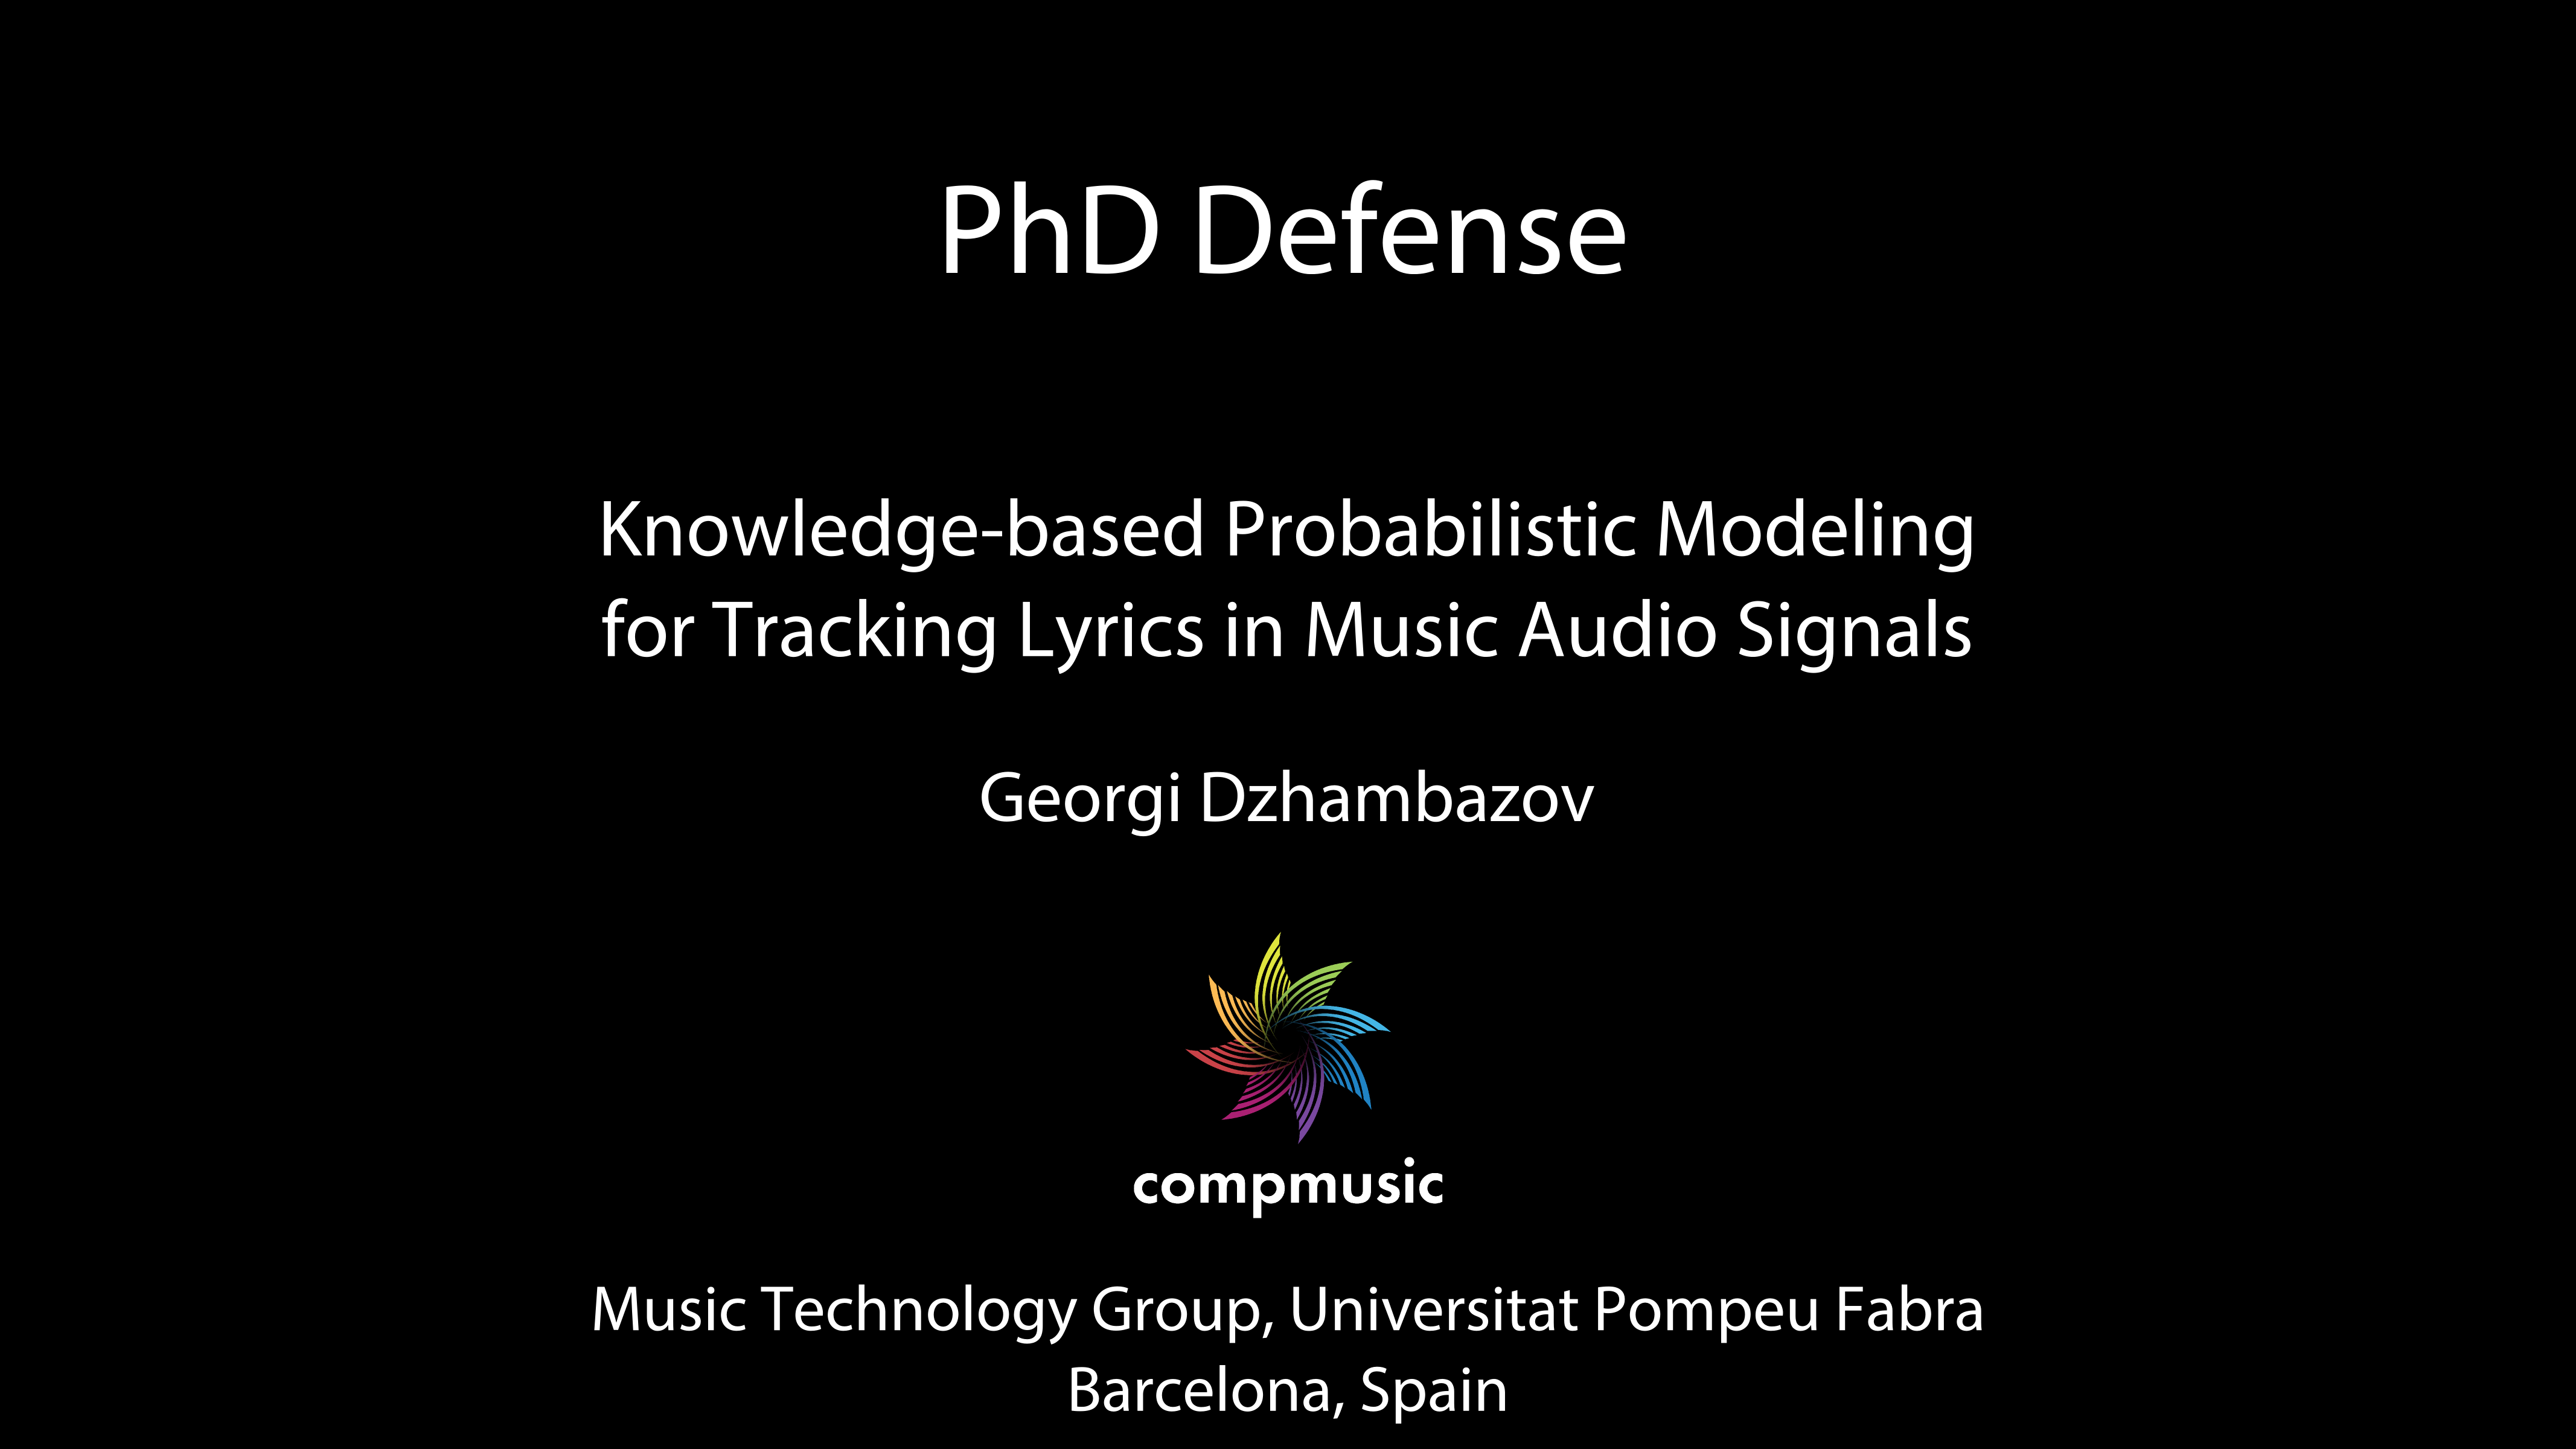 PhD Defense
Knowledge-based Probabilistic Modeling
for Tracking Lyrics in Music Audio Signals
Georgi Dzhambazov
compmusic
Music Technology Group, Universitat Pompeu Fabra
Barcelona, Spain